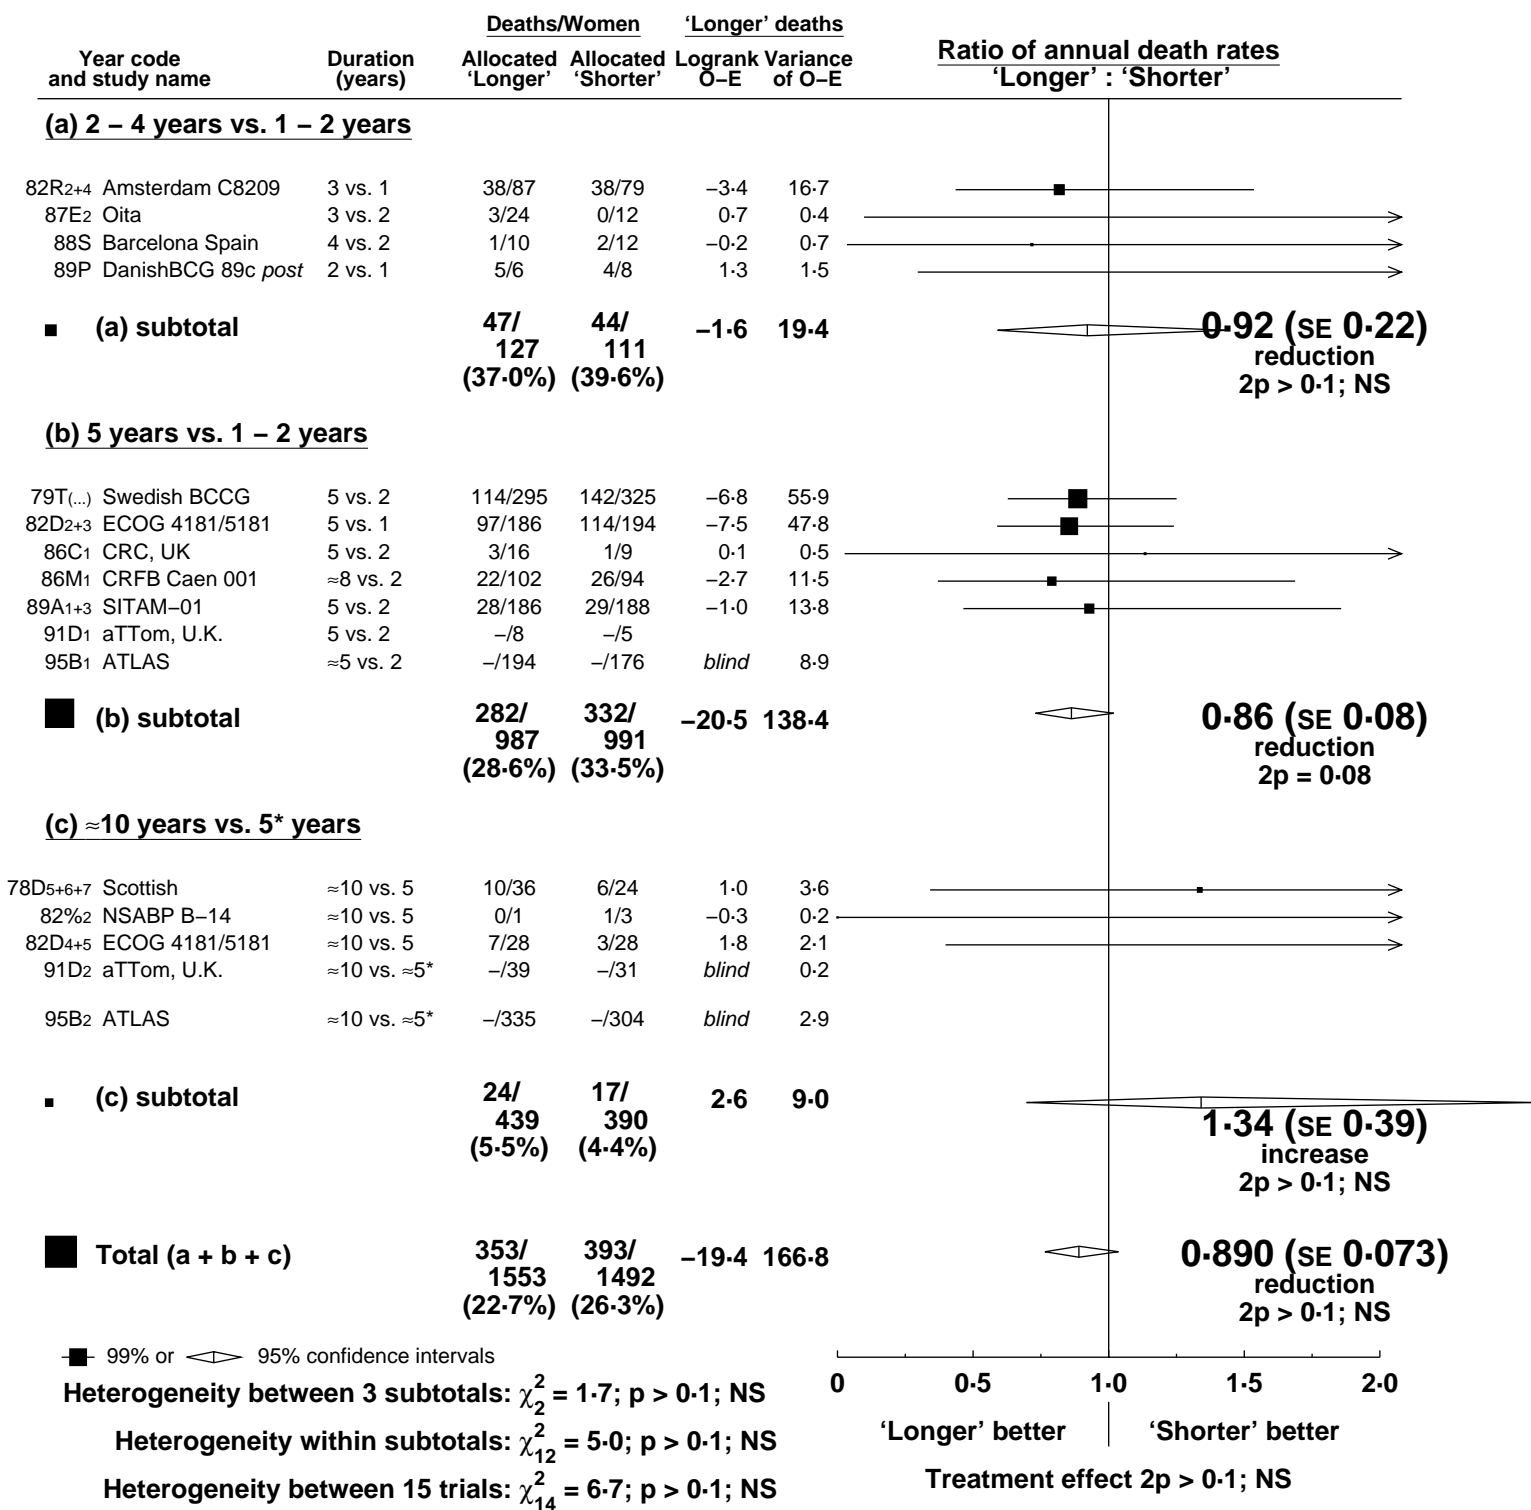 Deaths/Women ‘Longer’ deaths
Year code Duration Allocated Allocated Logrank Variance Ratio of annual death rates
and study name (years) ‘Longer’ ‘Shorter’ O–E of O–E ‘Longer’ : ‘Shorter’
(a) 2 – 4 years vs. 1 – 2 years
82R2+4 Amsterdam C8209 3 vs. 1 38/87 38/79 –3·4 16·7
87E2 Oita 3 vs. 2 3/24 0/12 0·7 0·4
88S Barcelona Spain 4 vs. 2 1/10 2/12 –0·2 0·7
89P DanishBCG 89c post 2 vs. 1 5/6 4/8 1·3 1·5
(a) subtotal 47/ 44/ –1·6 19·4 0·92 (SE 0·22)
127 111 reduction
(37·0%) (39·6%) 2p > 0·1; NS
(b) 5 years vs. 1 – 2 years
79T(...) Swedish BCCG 5 vs. 2 114/295 142/325 –6·8 55·9
82D2+3 ECOG 4181/5181 5 vs. 1 97/186 114/194 –7·5 47·8
86C1 CRC, UK 5 vs. 2 3/16 1/9 0·1 0·5
86M1 CRFB Caen 001 ≈8 vs. 2 22/102 26/94 –2·7 11·5
89A1+3 SITAM–01 5 vs. 2 28/186 29/188 –1·0 13·8
91D1 aTTom, U.K. 5 vs. 2 –/8 –/5
95B1 ATLAS ≈5 vs. 2 –/194 –/176 blind 8·9
(b) subtotal 282/ 332/ –20·5 138·4 0·86 (SE 0·08)
987 991 reduction
(28·6%) (33·5%) 2p = 0·08
(c) ≈10 years vs. 5* years
78D5+6+7 Scottish ≈10 vs. 5 10/36 6/24 1·0 3·6
82%2 NSABP B–14 ≈10 vs. 5 0/1 1/3 –0·3 0·2
82D4+5 ECOG 4181/5181 ≈10 vs. 5 7/28 3/28 1·8 2·1
91D2 aTTom, U.K. ≈10 vs. ≈5* –/39 –/31 blind 0·2
95B2 ATLAS ≈10 vs. ≈5* –/335 –/304 blind 2·9
(c) subtotal 24/ 17/ 2·6 9·0
439 390 1·34 (SE 0·39)
(5·5%) (4·4%) increase
2p > 0·1; NS
Total (a + b + c) 353/ 393/ –19·4 166·8 0·890 (SE 0·073)
1553 1492 reduction
(22·7%) (26·3%) 2p > 0·1; NS
99% or 95% confidence intervals
0 0·5 1·0 1·5 2·0
Heterogeneity between 3 subtotals: χ²₂ = 1·7; p > 0·1; NS
‘Longer’ better ‘Shorter’ better
Heterogeneity within subtotals: χ²₁₂ = 5·0; p > 0·1; NS
Treatment effect 2p > 0·1; NS
Heterogeneity between 15 trials: χ²₁₄ = 6·7; p > 0·1; NS